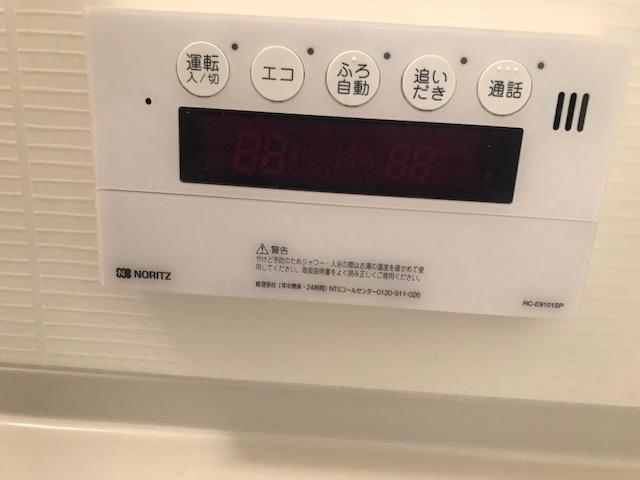 運転
入/切
エコ
ふろ
自動
追い
だき
通話
88 88:88 88
⚠警告
やけど予防のためシャワー・入浴の際はお湯の温度を確かめて使
用してください。取扱説明書をよく読み正しくご使用ください。
修理受付（年中無休・24時間）NTSコールセンター0120-911-026
NORITZ
RC-E9101SP